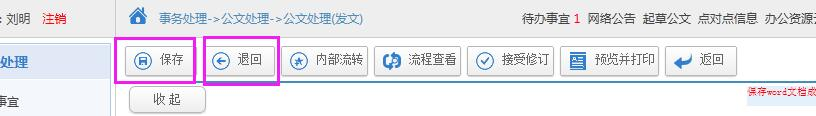 : 刘明 注销 事务处理->公文处理->公文处理(发文) 待办事宜 1 网络公告 起草公文 点对点信息 办公资源
处理 保存 退回 内部流转 流程查看 接受修订 预览并打印 返回
事宜 收 起 保存word文档成